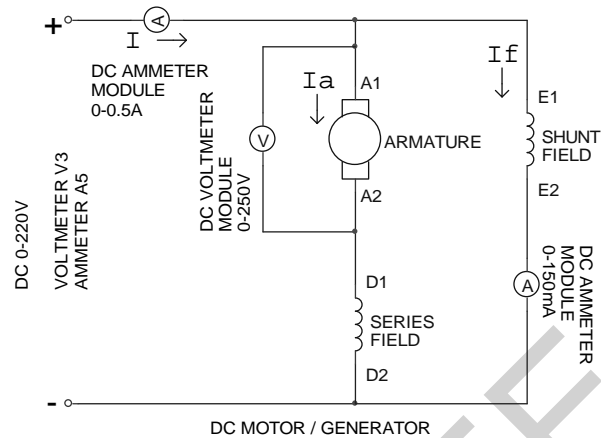 +
A
I
DC AMMETER
MODULE
0-0.5A
DC 0-220V
VOLTMETER V3
AMMETER A5
DC VOLTMETER
MODULE
0-250V
V
Ia
A1
ARMATURE
A2
If
E1
SHUNT
FIELD
E2
DC AMMETER
MODULE
0-150mA
A
D1
SERIES
FIELD
D2
-
DC MOTOR / GENERATOR